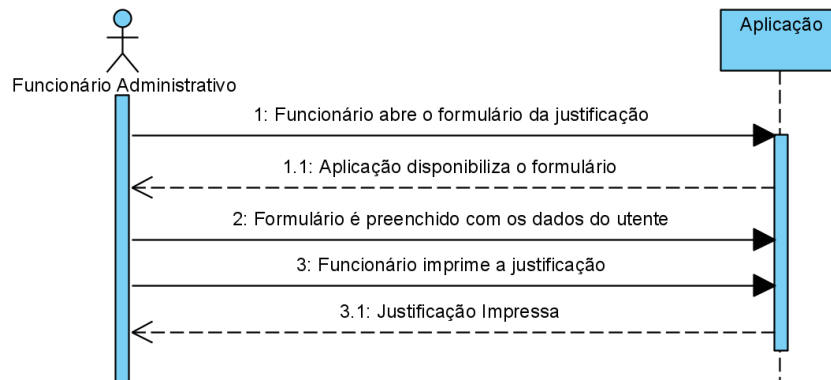 Aplicação
Funcionário Administrativo
1: Funcionário abre o formulário da justificação
1.1: Aplicação disponibiliza o formulário
2: Formulário é preenchido com os dados do utente
3: Funcionário imprime a justificação
3.1: Justificação Impressa